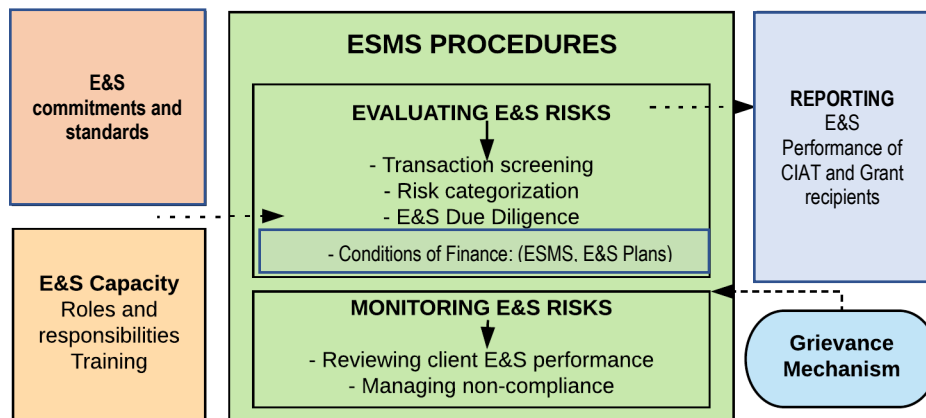 E&S
commitments and
standards
E&S Capacity
Roles and
responsibilities
Training
ESMS PROCEDURES
EVALUATING E&S RISKS
- Transaction screening
- Risk categorization
- E&S Due Diligence
- Conditions of Finance: (ESMS, E&S Plans)
MONITORING E&S RISKS
- Reviewing client E&S performance
- Managing non-compliance
REPORTING
E&S
Performance of
CIAT and Grant
recipients
Grievance
Mechanism